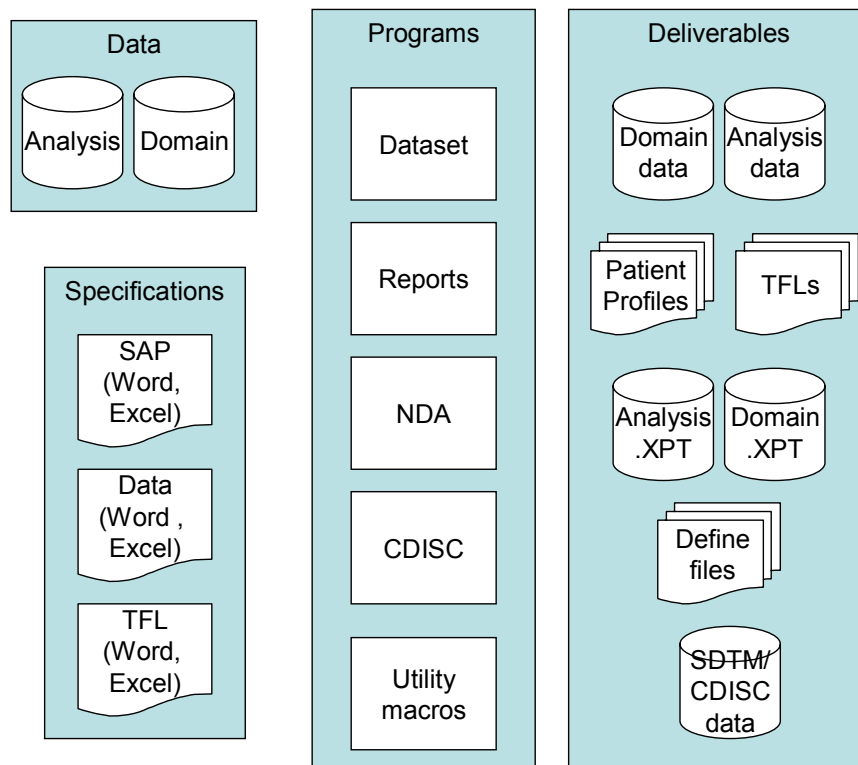 Data
Analysis
Domain
Specifications
SAP
(Word,
Excel)
Data
(Word ,
Excel)
TFL
(Word,
Excel)
Programs
Dataset
Reports
NDA
CDISC
Utility
macros
Deliverables
Domain
data
Analysis
data
Patient
Profiles
TFLs
Analysis
.XPT
Domain
.XPT
Define
files
SDTM/
CDISC
data